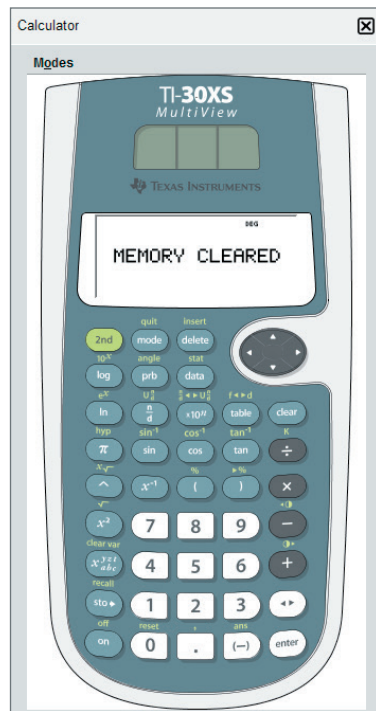 Calculator
Modes
TI-30XS
MultiView
TEXAS INSTRUMENTS
DEG
MEMORY CLEARED
quit insert
2nd mode delete
10ˣ angle stat
log prb data
eˣ U n/d n/d ◄► U n/d f ◄► d
ln n/d ×10ⁿ table clear
hyp sin⁻¹ cos⁻¹ tan⁻¹ K
π sin cos tan ÷
ˣ√ % ►%
^ x⁻¹ ( ) ×
√
x² 7 8 9 −
clear var
x yzt abc 4 5 6 +
recall
sto► 1 2 3 ◄►
off reset , ans
on 0 . (−) enter